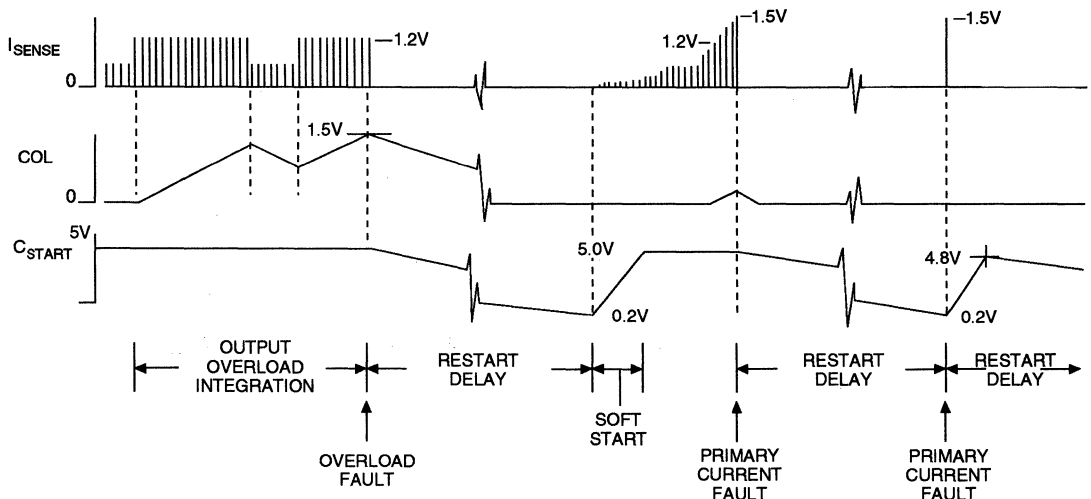 –1.5V
–1.5V
I SENSE
–1.2V
1.2V–
0
1.5V
COL
0
5V
C START
5.0V
4.8V
0.2V
0.2V
OUTPUT
OVERLOAD
INTEGRATION
RESTART
DELAY
RESTART
DELAY
RESTART
DELAY
SOFT
START
OVERLOAD
FAULT
PRIMARY
CURRENT
FAULT
PRIMARY
CURRENT
FAULT